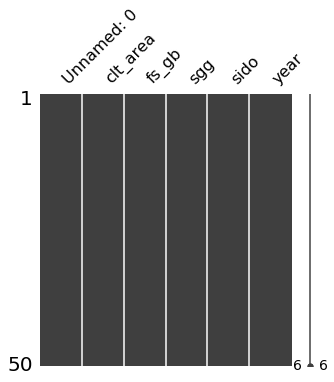 Unnamed: 0
clt_area
fs_gb
sgg
sido
year
1
50
6
6